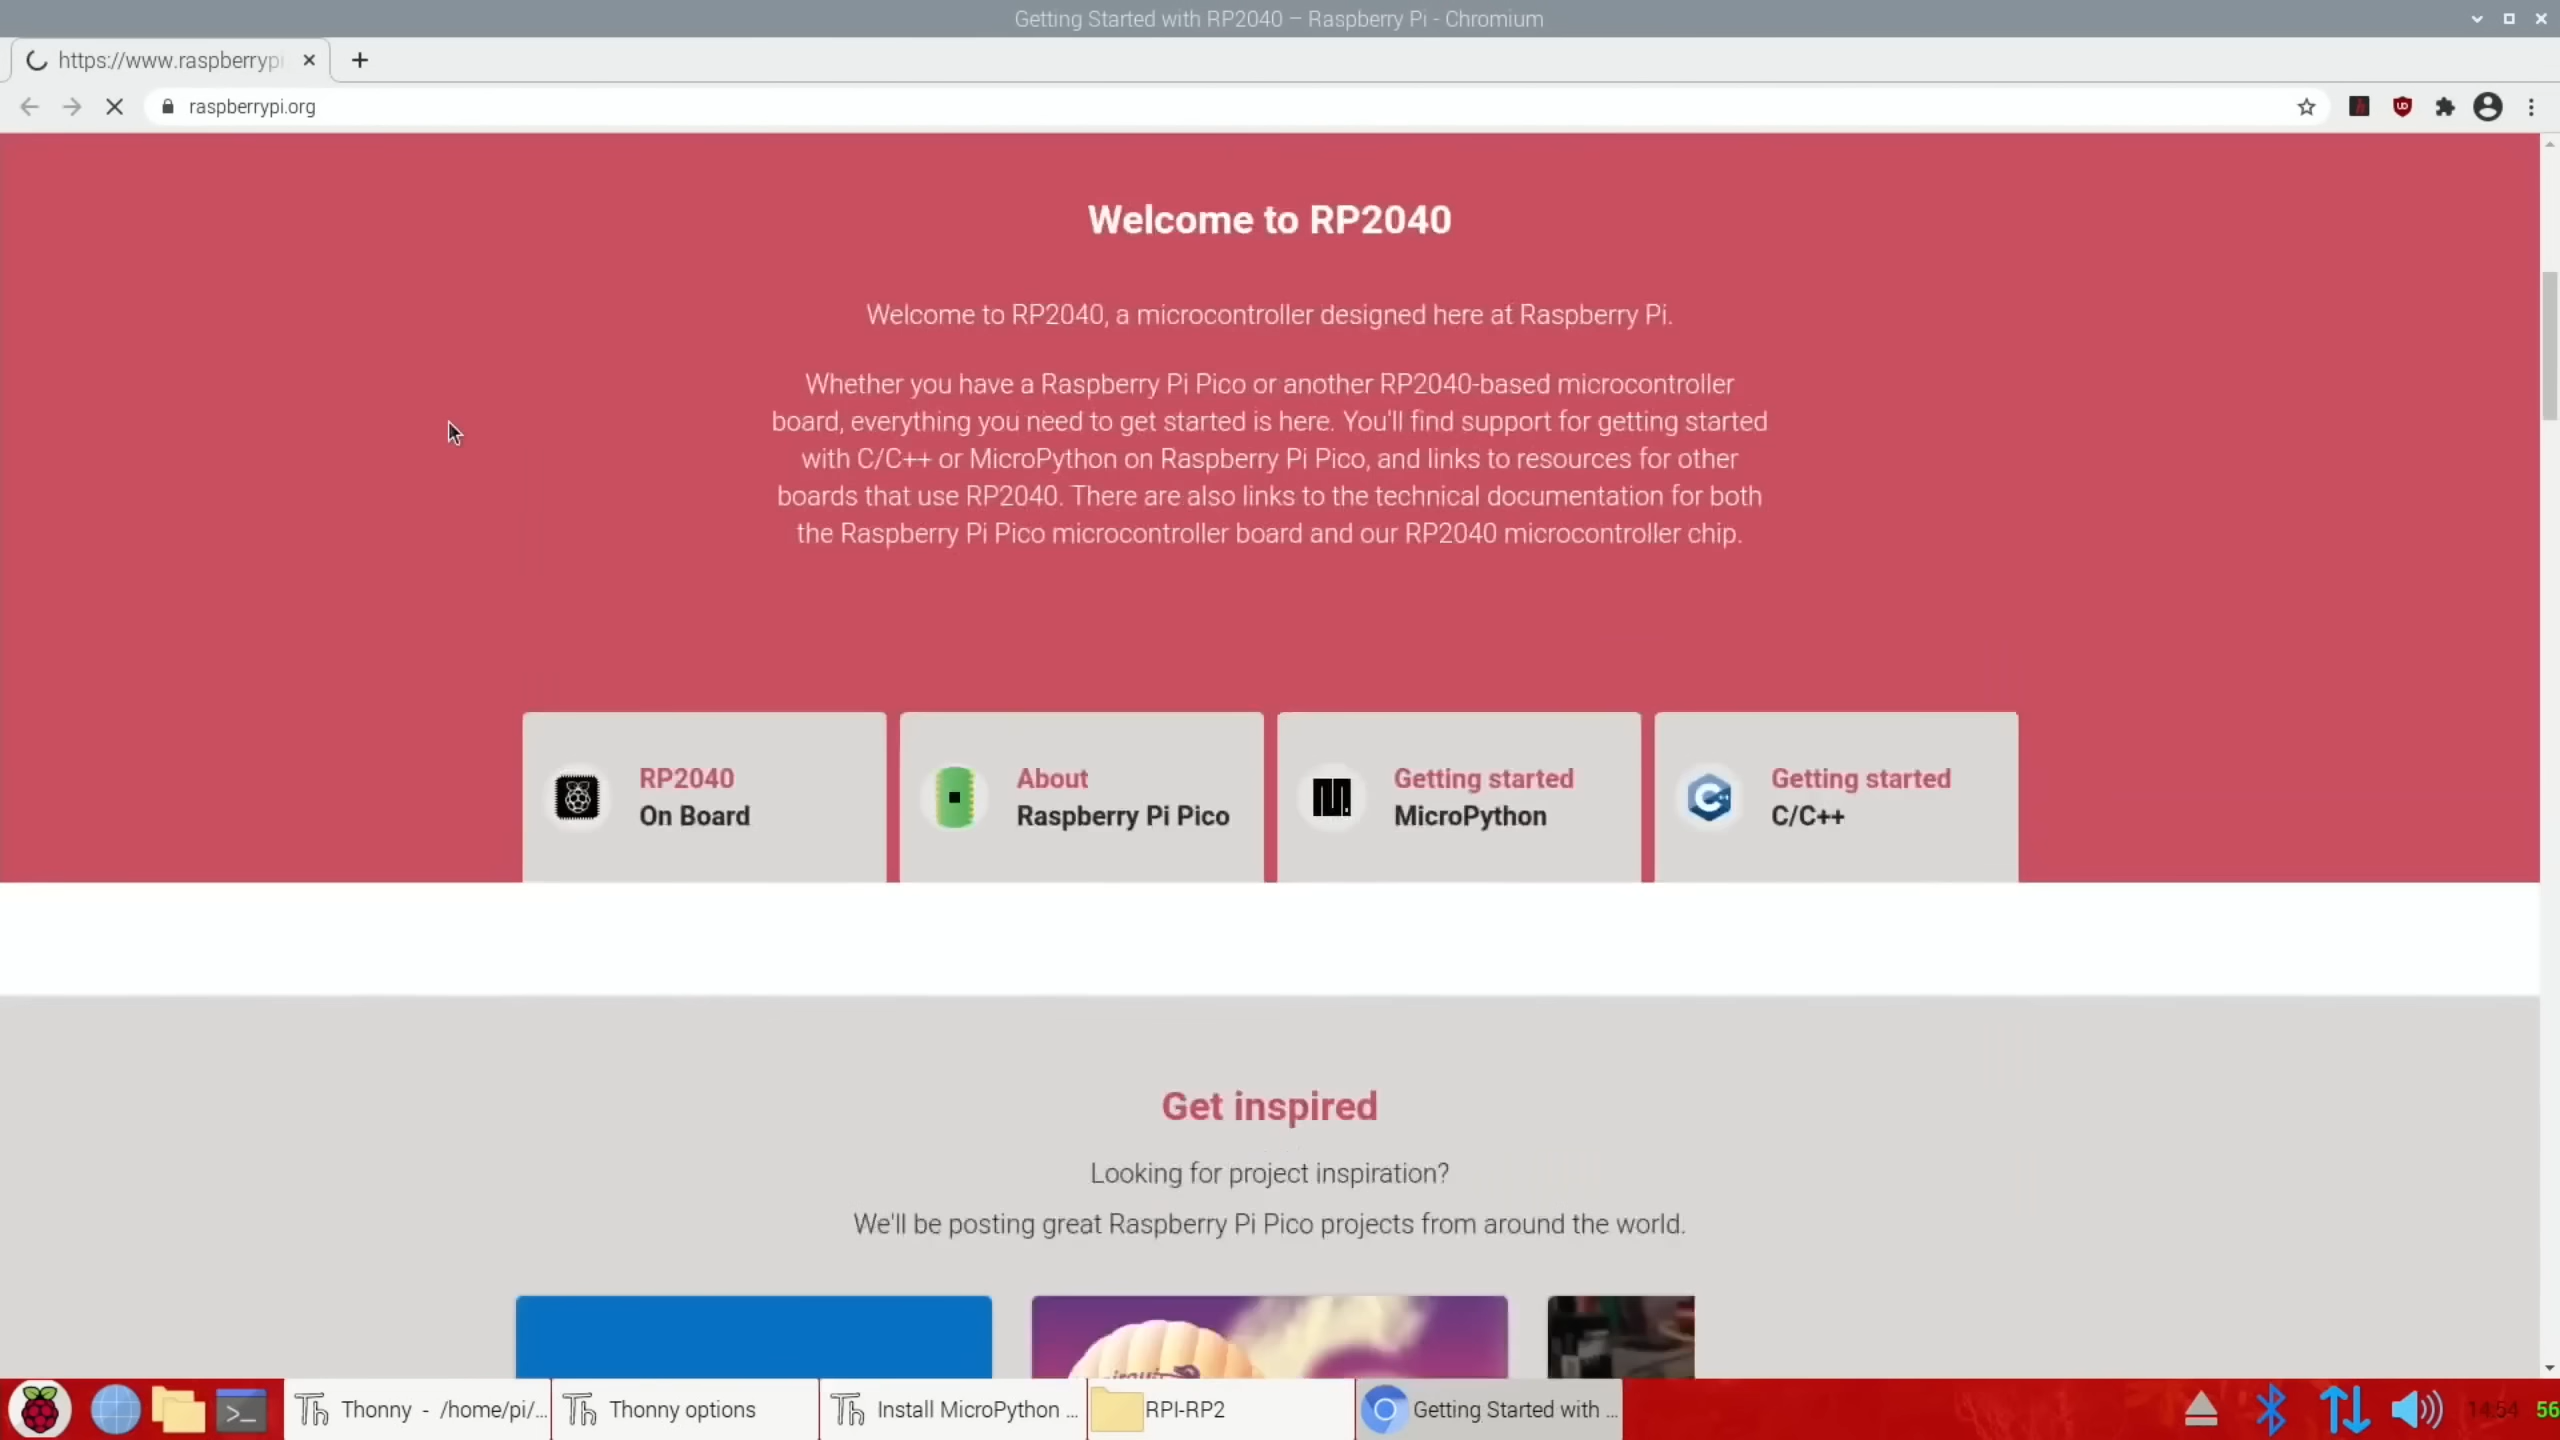 Getting Started with RP2040 – Raspberry Pi - Chromium
https://www.raspberrypi
raspberrypi.org
Welcome to RP2040
Welcome to RP2040, a microcontroller designed here at Raspberry Pi.
Whether you have a Raspberry Pi Pico or another RP2040-based microcontroller
board, everything you need to get started is here. You'll find support for getting started
with C/C++ or MicroPython on Raspberry Pi Pico, and links to resources for other
boards that use RP2040. There are also links to the technical documentation for both
the Raspberry Pi Pico microcontroller board and our RP2040 microcontroller chip.
RP2040
On Board
About
Raspberry Pi Pico
Getting started
MicroPython
Getting started
C/C++
Get inspired
Looking for project inspiration?
We'll be posting great Raspberry Pi Pico projects from around the world.
Thonny - /home/pi/...
Thonny options
Install MicroPython ...
RPI-RP2
Getting Started with ...
14:54
56